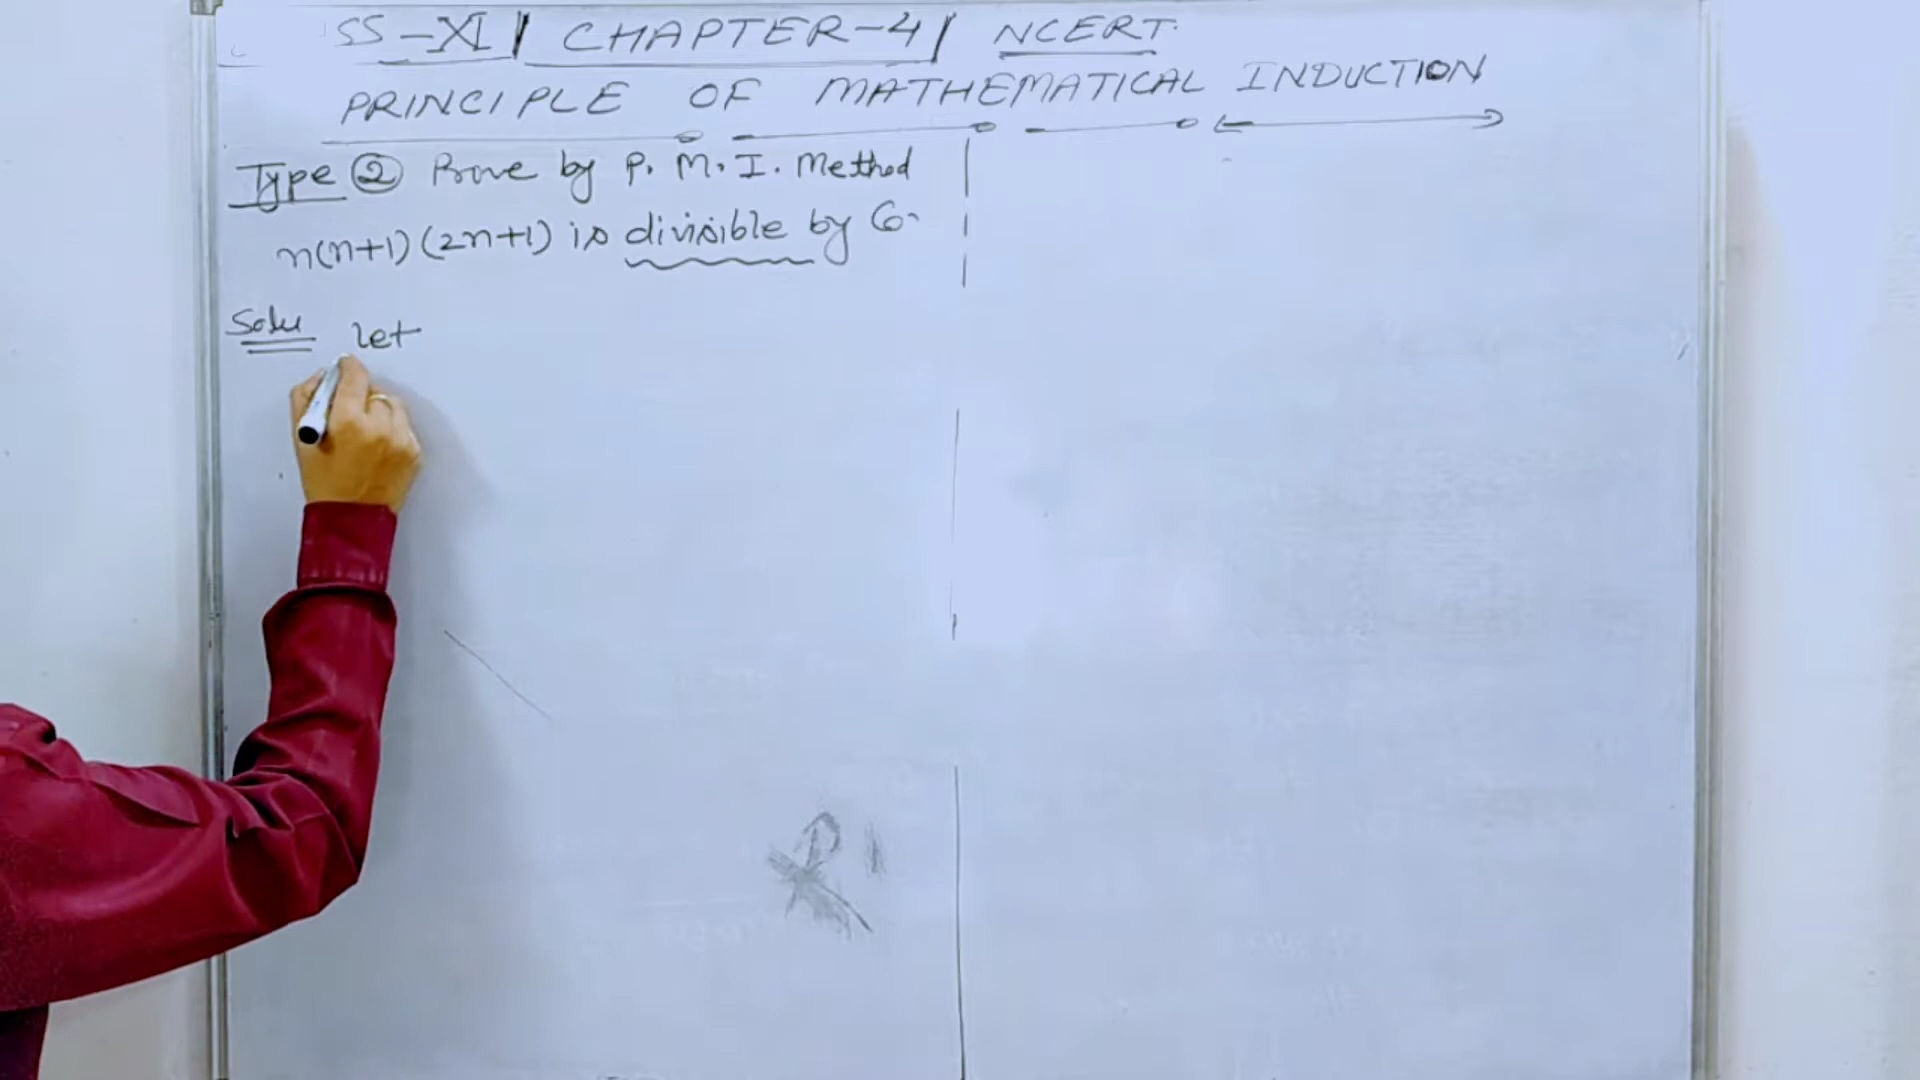 SS-XI / CHAPTER-4 / NCERT.
PRINCIPLE OF MATHEMATICAL INDUCTION
Type ② Prove by P. M. I. Method
n(n+1)(2n+1) is divisible by 6.
Solu let